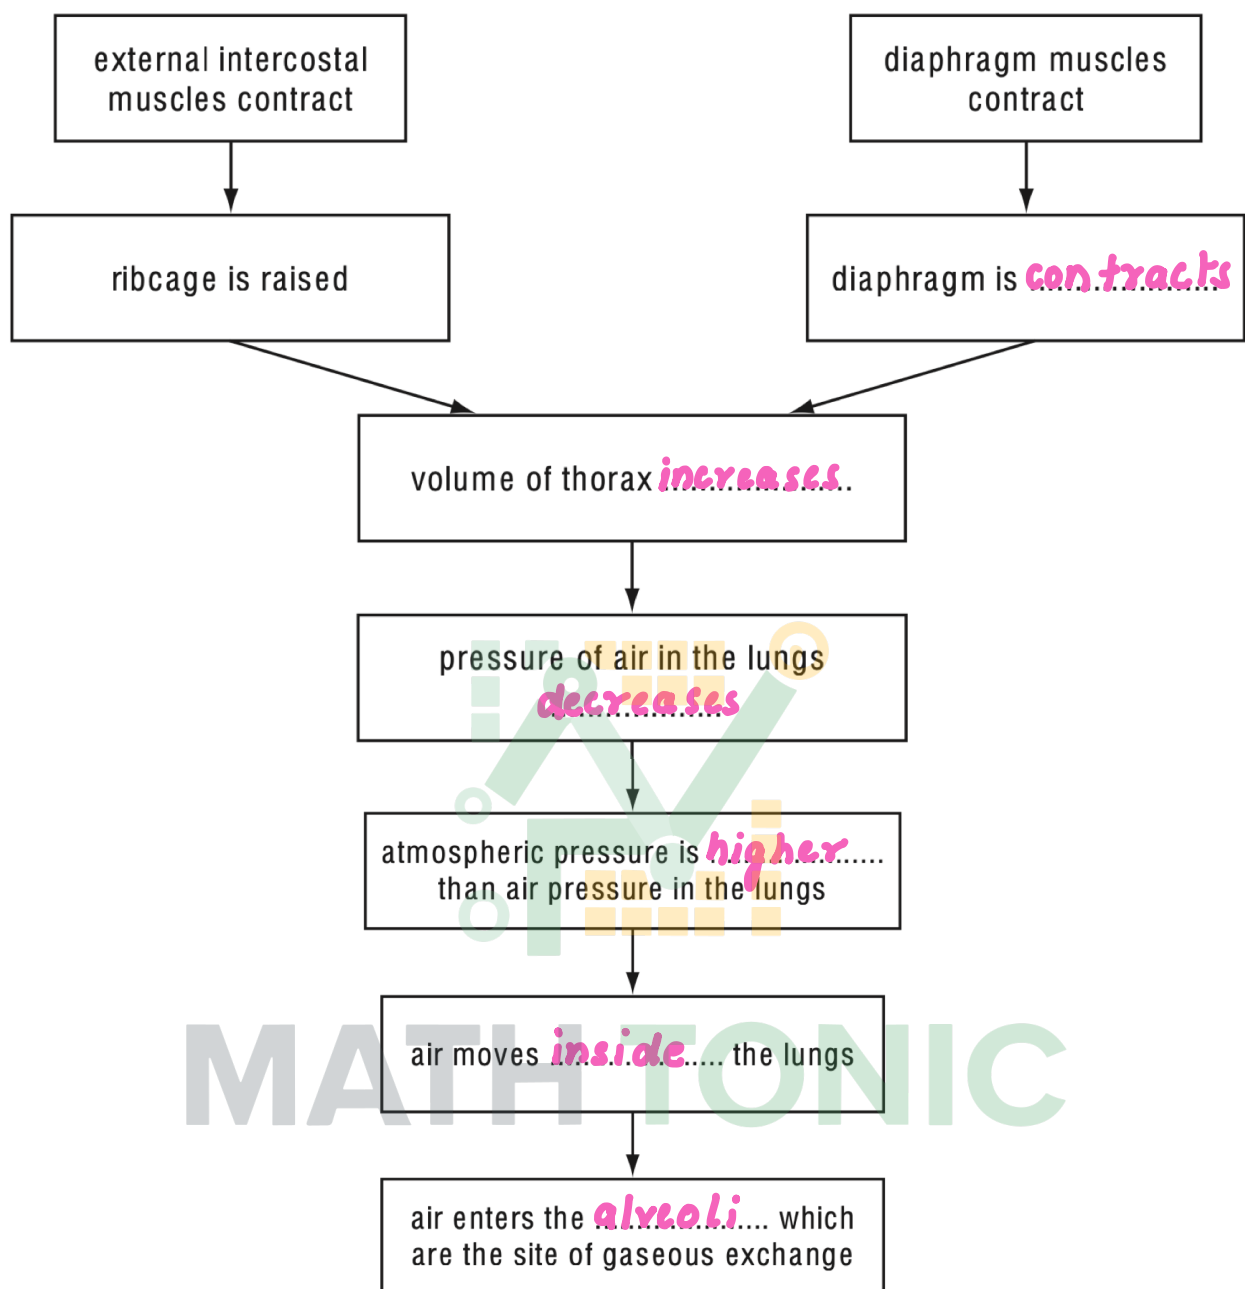 external intercostal
muscles contract
diaphragm muscles
contract
ribcage is raised
diaphragm is contracts
volume of thorax increases
pressure of air in the lungs
decreases
atmospheric pressure is higher
than air pressure in the lungs
air moves inside the lungs
MATH TONIC
air enters the alveoli which
are the site of gaseous exchange